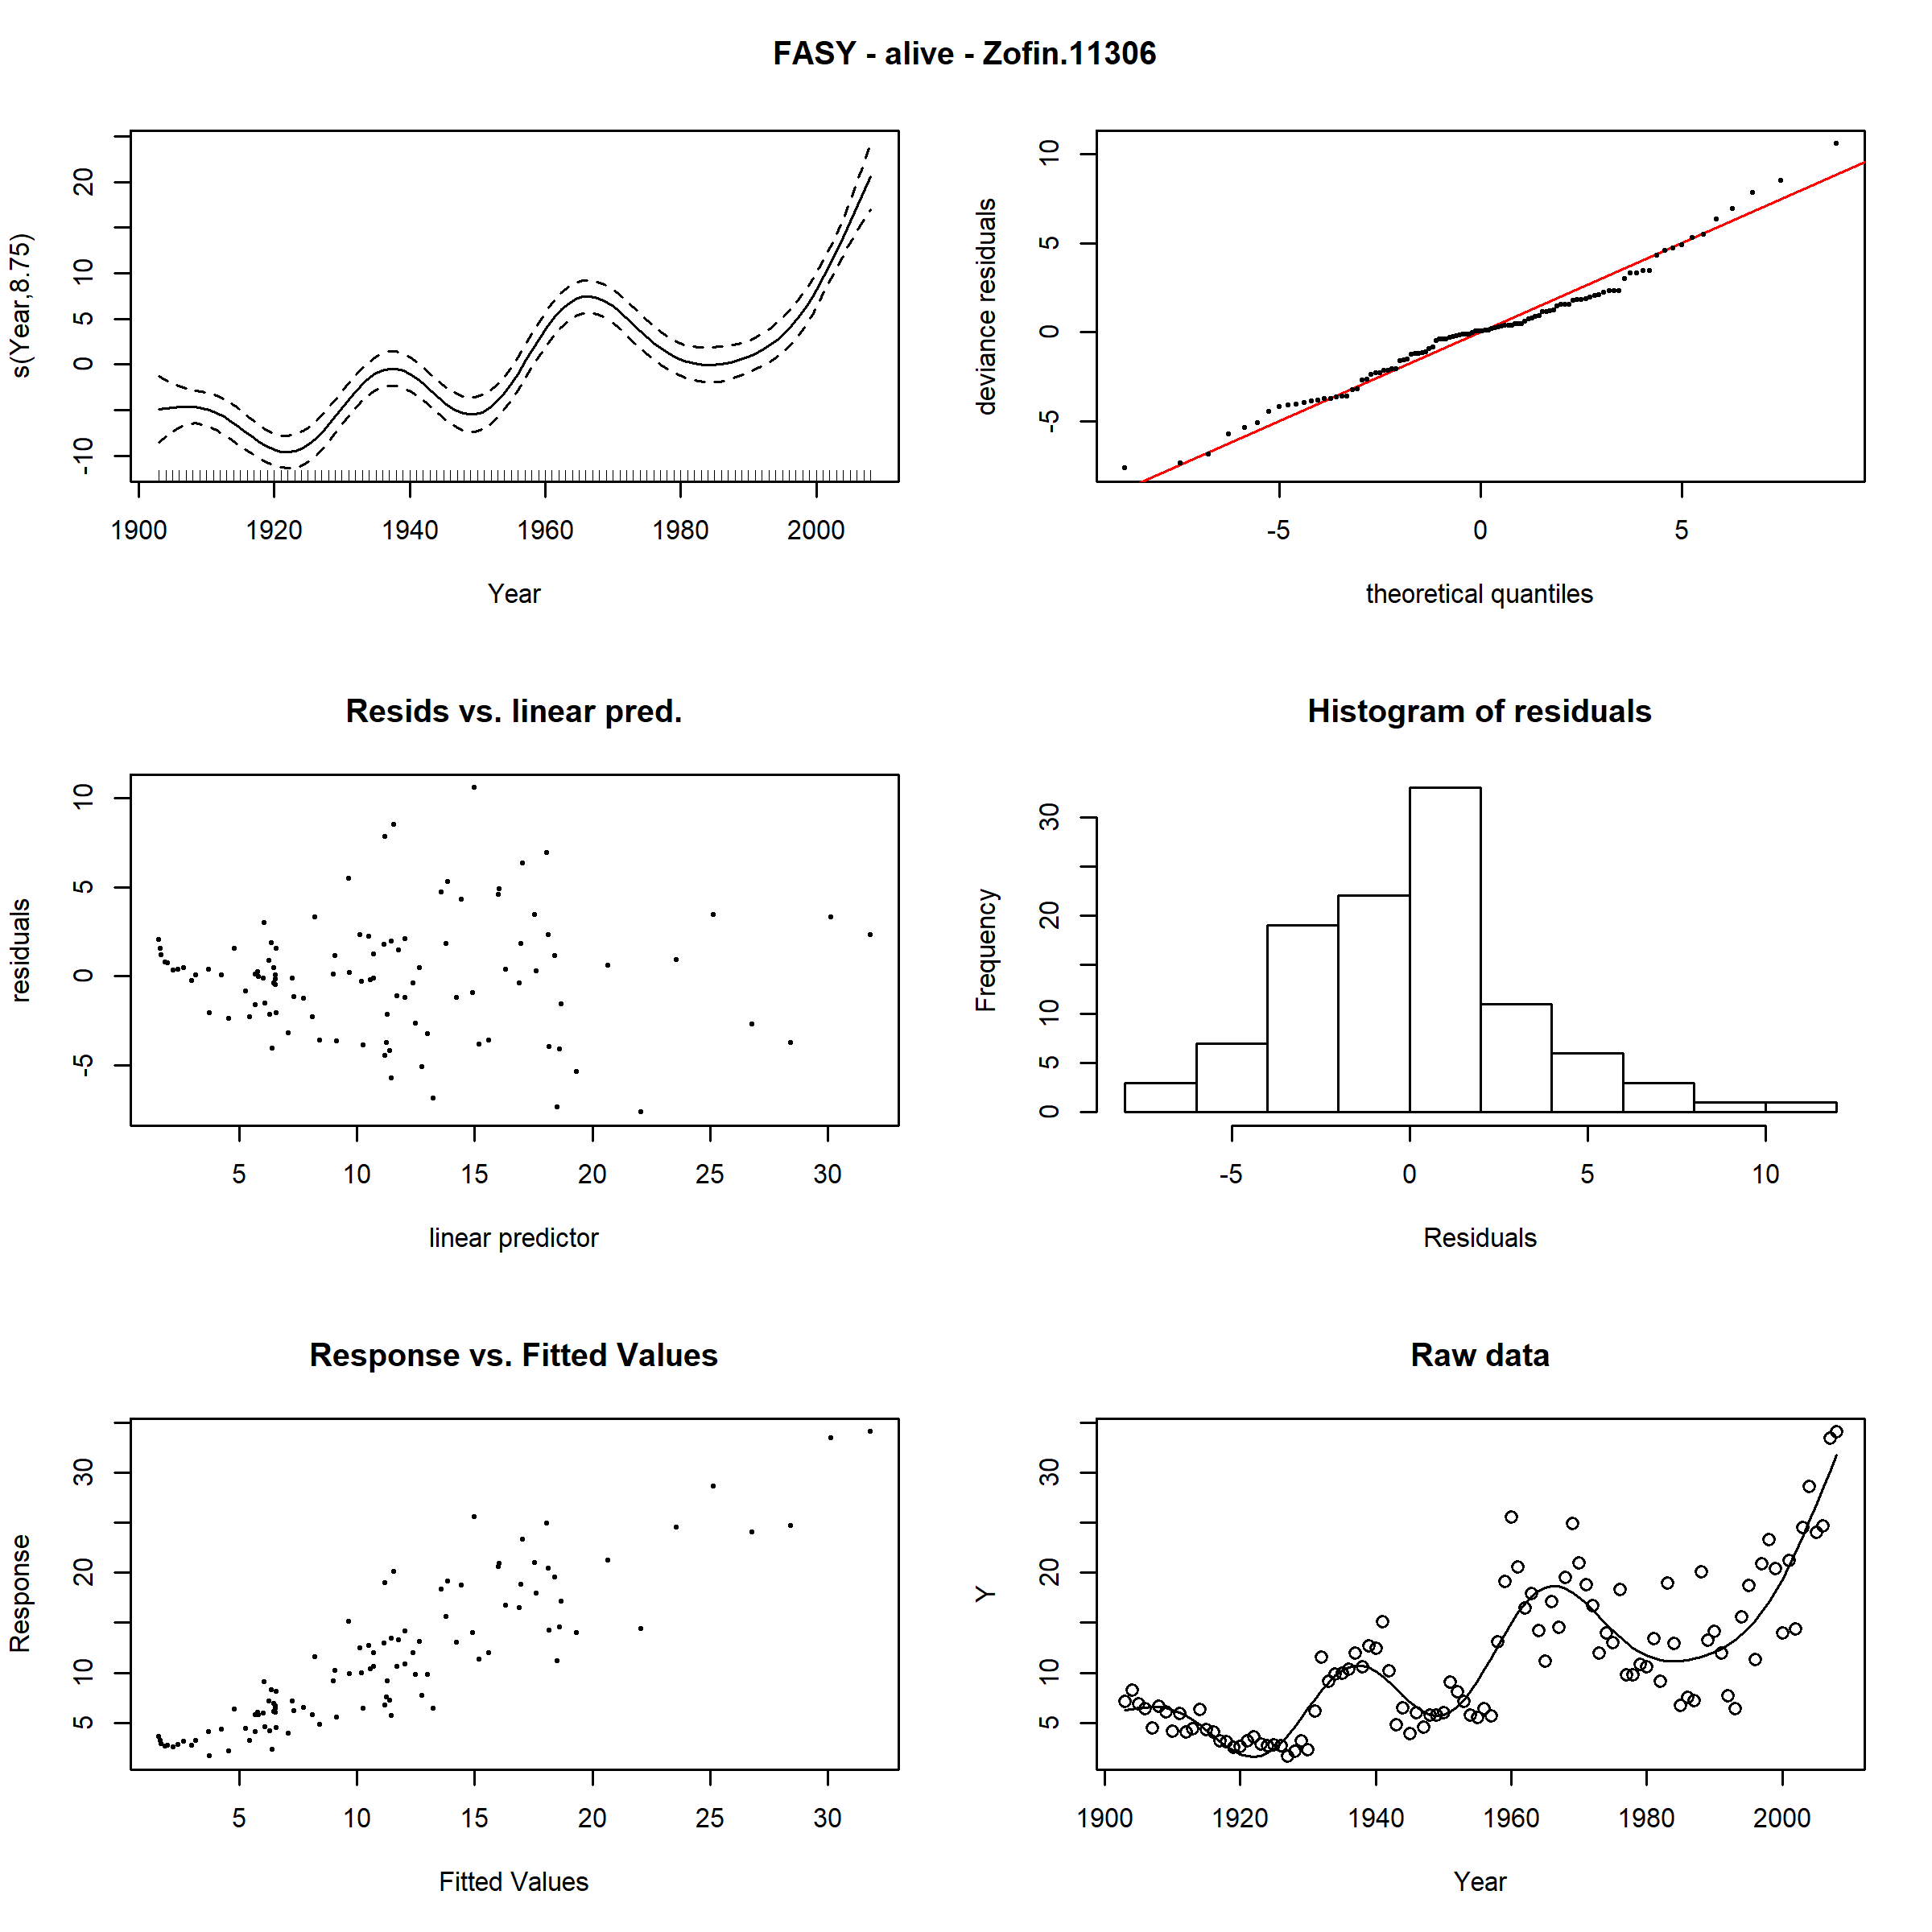 FASY - alive - Zofin.11306
s(Year,8.75)
-10 0 5 10 20
1900 1920 1940 1960 1980 2000
Year
deviance residuals
-5 0 5 10
-5 0 5
theoretical quantiles
Resids vs. linear pred.
residuals
-5 0 5 10
5 10 15 20 25 30
linear predictor
Histogram of residuals
Frequency
0 5 10 20 30
-5 0 5 10
Residuals
Response vs. Fitted Values
Response
5 10 20 30
5 10 15 20 25 30
Fitted Values
Raw data
Y
5 10 20 30
1900 1920 1940 1960 1980 2000
Year